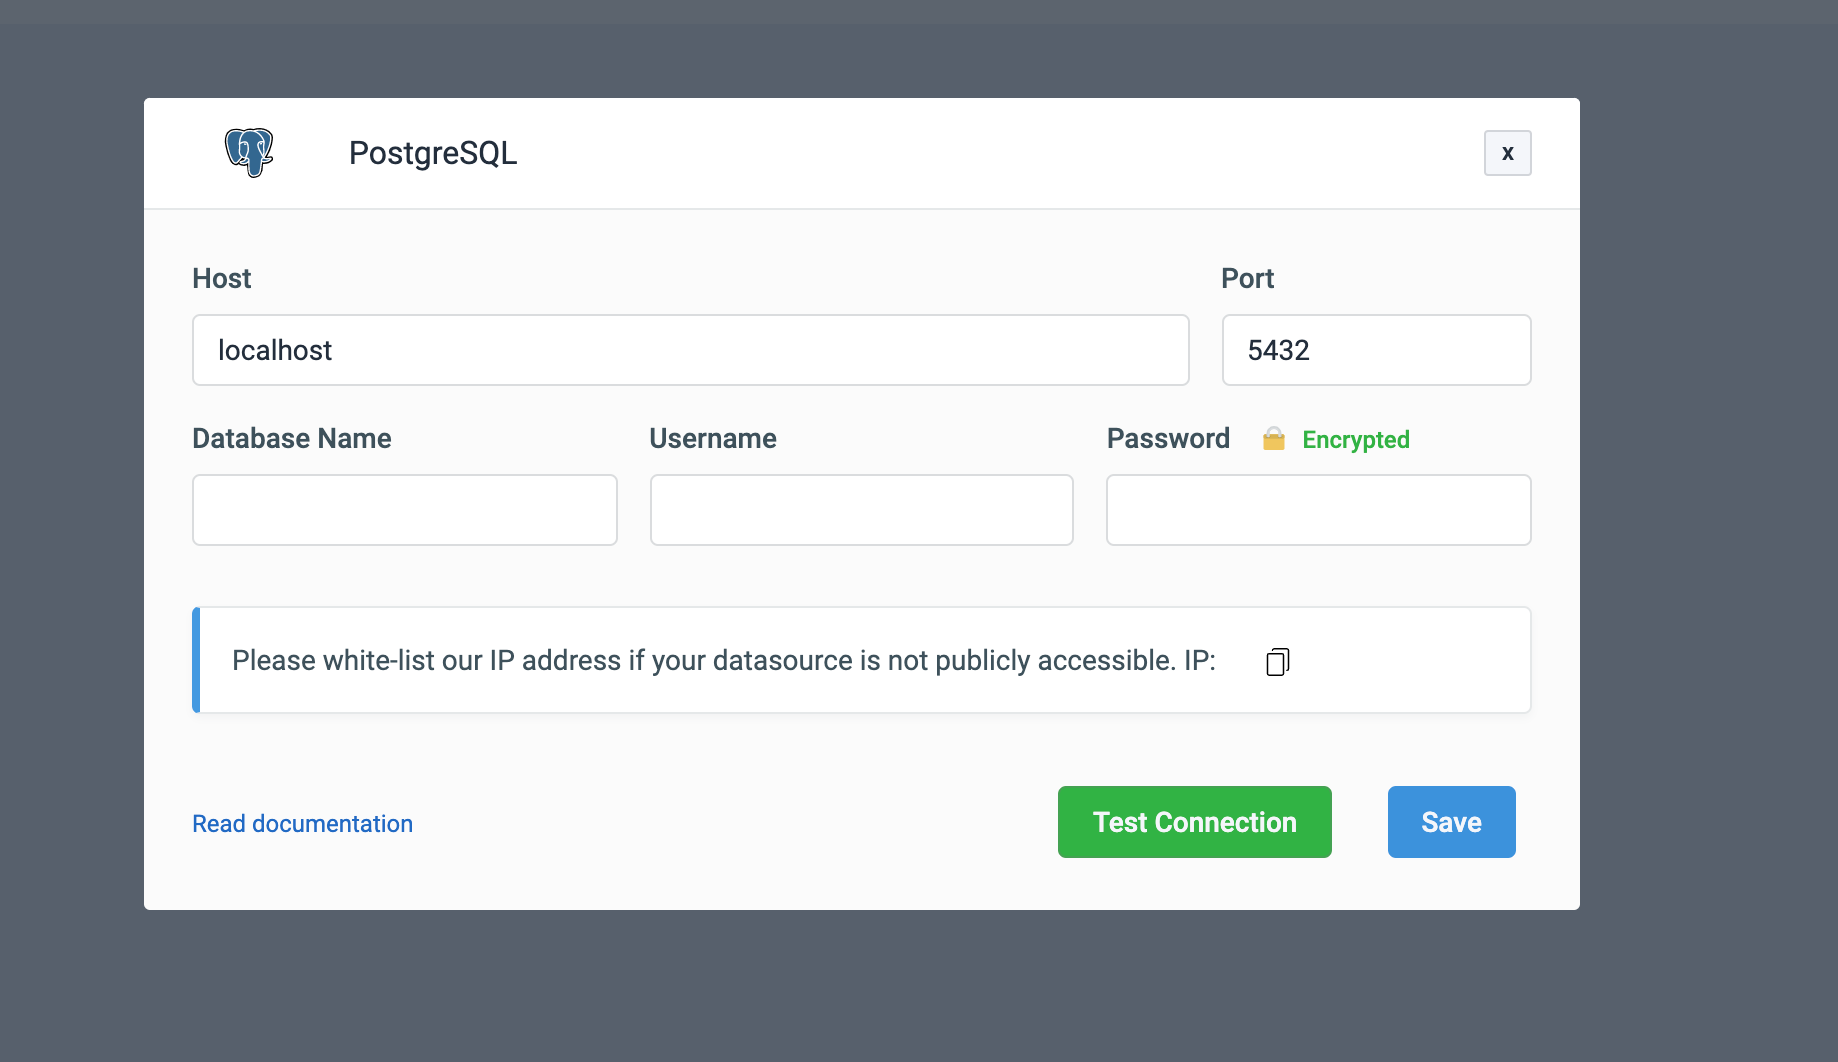 PostgreSQL
x
Host
Port
localhost
5432
Database Name
Username
Password
Encrypted
Please white-list our IP address if your datasource is not publicly accessible. IP:
Read documentation
Test Connection
Save